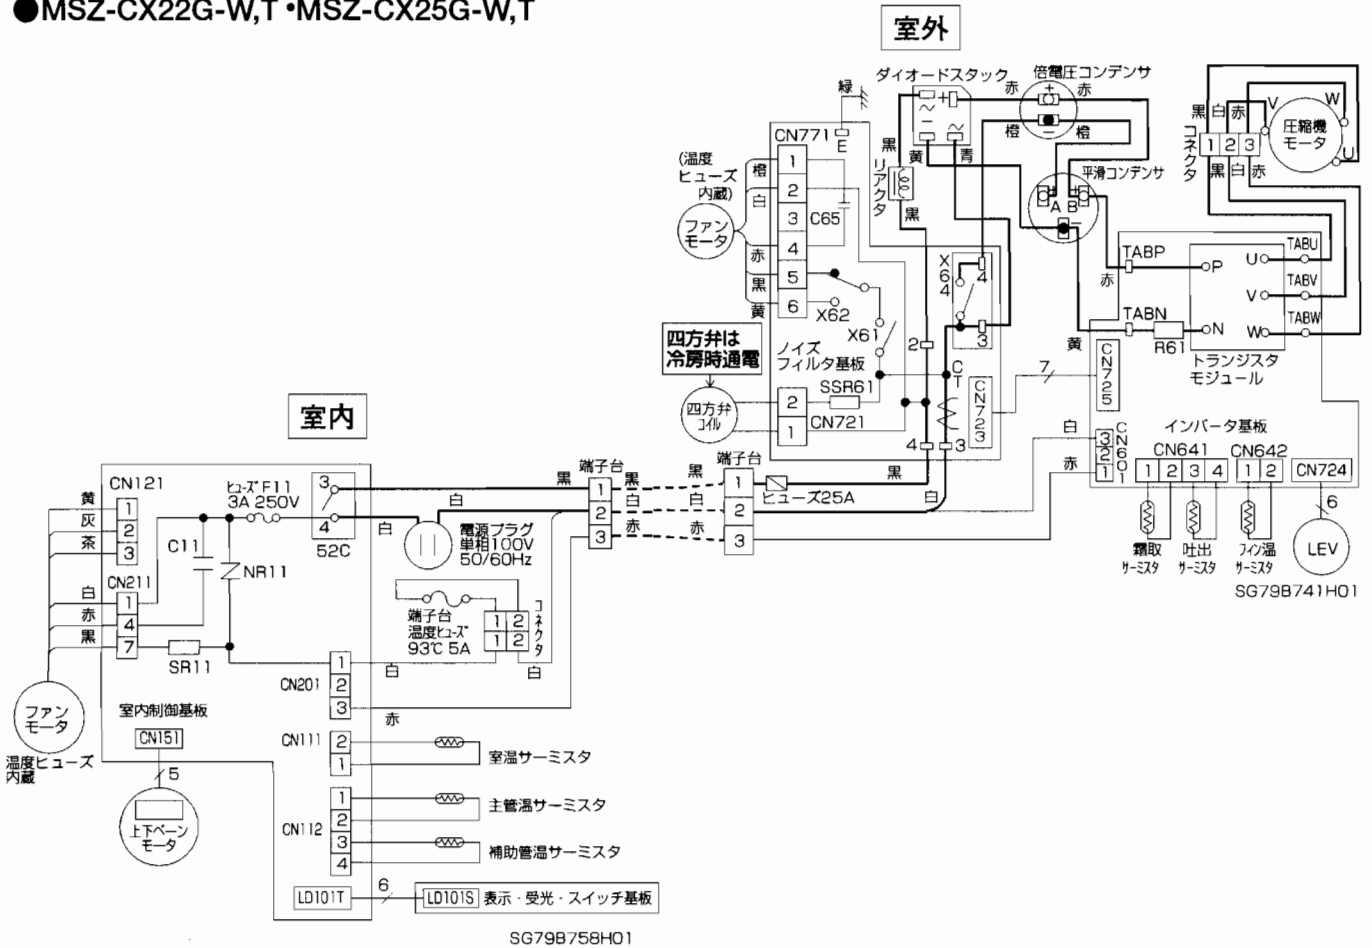 ●MSZ-CX22G-W,T •MSZ-CX25G-W,T
室外
ダイオードスタック
倍電圧コンデンサ
緑
赤
赤
+
～
－
+
～
+
－
橙
橙
黒
黄
青
リアクタ
黒
黒 白 赤
V
W
U
圧縮機
モータ
コネクタ
1 2 3
黒 白 赤
平滑コンデンサ
A B
－
CN771
E
(温度
ヒューズ
内蔵)
ファン
モータ
橙
白
赤
黒
黄
1
2
3
4
5
6
C65
X62
X61
X64
4
3
TABP
赤
P
TABN
黄
R61
N
U
V
W
TABU
TABV
TABW
トランジスタ
モジュール
四方弁は
冷房時通電
四方弁
コイル
ノイズ
フィルタ基板
SSR61
2
1
CN721
2
CT
CN723
7
CN725
4
3
白
赤
3
2
1
CN601
インバータ基板
CN641
1 2 3 4
CN642
1 2
CN724
6
LEV
霜取
サーミスタ
吐出
サーミスタ
フィン温
サーミスタ
SG79B741H01
室内
CN121
黄
灰
茶
1
2
3
ヒューズF11
3A 250V
3
4
52C
C11
NR11
CN211
白
赤
黒
1
4
7
SR11
白
白
電源プラグ
単相100V
50/60Hz
端子台
黒
1
2
3
黒
白
赤
黒
白
赤
端子台
1
2
3
ヒューズ25A
黒
白
端子台
温度ヒューズ
93℃ 5A
1 2
1 2
コネクタ
白
白
CN201
1
2
3
赤
ファン
モータ
温度ヒューズ
内蔵
室内制御基板
CN151
5
上下ベーン
モータ
CN111
2
1
室温サーミスタ
CN112
1
2
3
4
主管温サーミスタ
補助管温サーミスタ
LD101T
6
LD101S 表示・受光・スイッチ基板
SG79B758H01